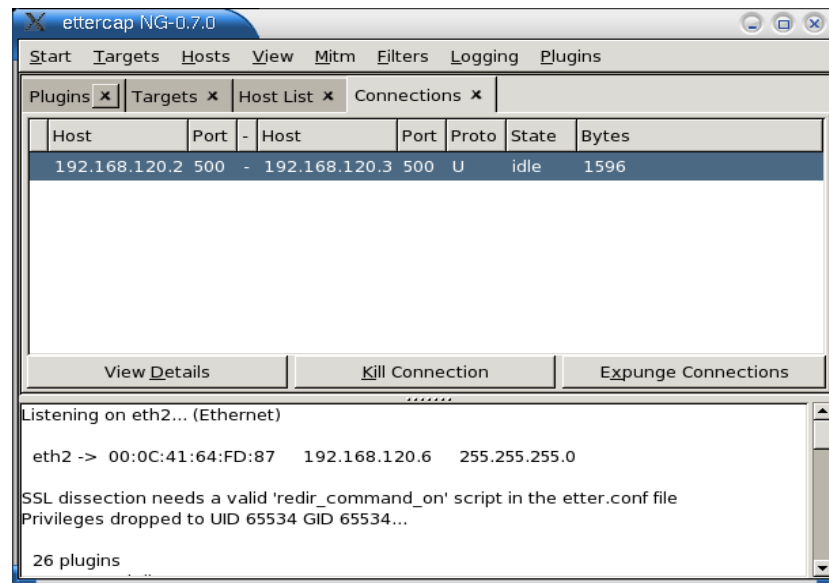 ettercap NG-0.7.0
Start Targets Hosts View Mitm Filters Logging Plugins
Plugins Targets Host List Connections
Host Port - Host Port Proto State Bytes
192.168.120.2 500 - 192.168.120.3 500 U idle 1596
View Details Kill Connection Expunge Connections
Listening on eth2... (Ethernet)
eth2 -> 00:0C:41:64:FD:87 192.168.120.6 255.255.255.0
SSL dissection needs a valid 'redir_command_on' script in the etter.conf file
Privileges dropped to UID 65534 GID 65534...
26 plugins